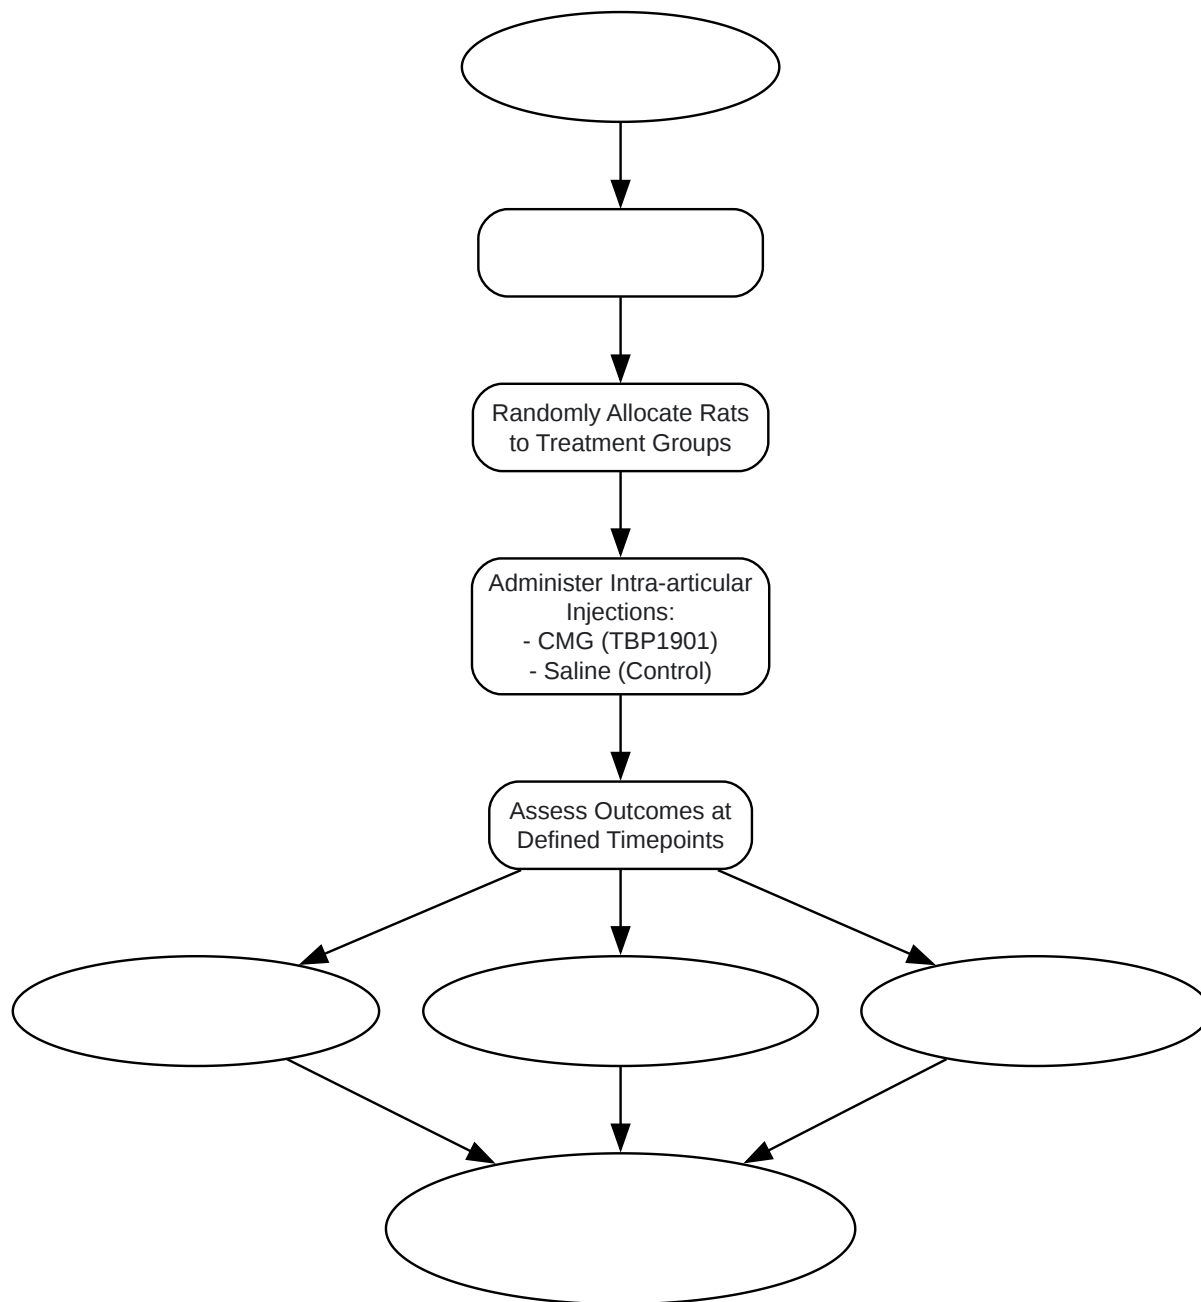 Randomly Allocate Rats
to Treatment Groups
Administer Intra-articular
Injections:
- CMG (TBP1901)
- Saline (Control)
Assess Outcomes at
Defined Timepoints